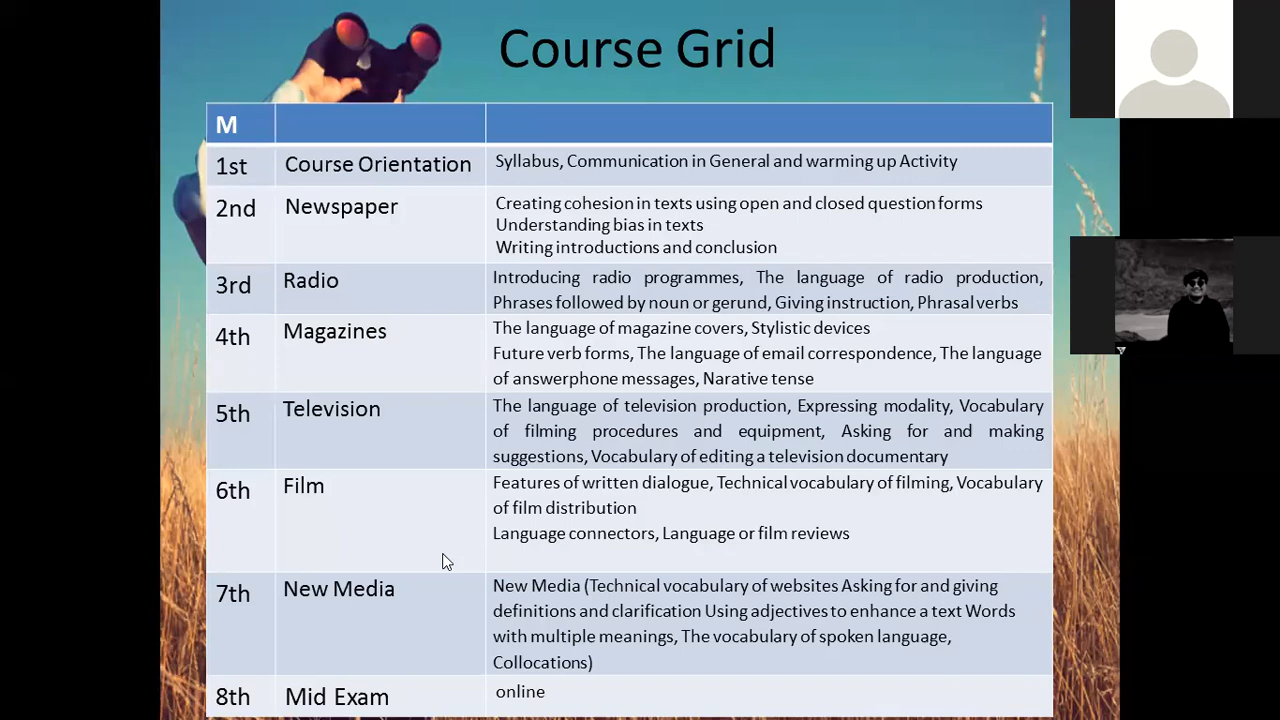 Course Grid
M
1st Course Orientation Syllabus, Communication in General and warming up Activity
2nd Newspaper Creating cohesion in texts using open and closed question forms
Understanding bias in texts
Writing introductions and conclusion
3rd Radio Introducing radio programmes, The language of radio production,
Phrases followed by noun or gerund, Giving instruction, Phrasal verbs
4th Magazines The language of magazine covers, Stylistic devices
Future verb forms, The language of email correspondence, The language
of answerphone messages, Narative tense
5th Television The language of television production, Expressing modality, Vocabulary
of filming procedures and equipment, Asking for and making
suggestions, Vocabulary of editing a television documentary
6th Film Features of written dialogue, Technical vocabulary of filming, Vocabulary
of film distribution
Language connectors, Language or film reviews
7th New Media New Media (Technical vocabulary of websites Asking for and giving
definitions and clarification Using adjectives to enhance a text Words
with multiple meanings, The vocabulary of spoken language,
Collocations)
8th Mid Exam online